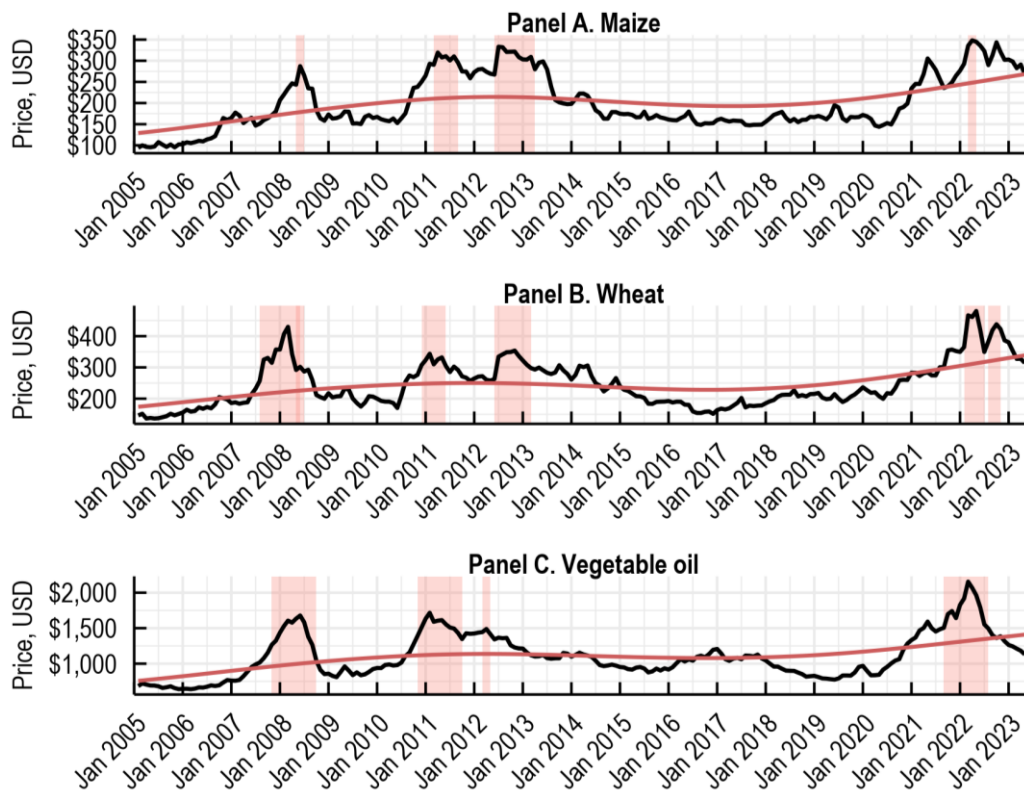 Panel A. Maize
Price, USD
$350
$300
$250
$200
$150
$100
Jan 2005
Jan 2006
Jan 2007
Jan 2008
Jan 2009
Jan 2010
Jan 2011
Jan 2012
Jan 2013
Jan 2014
Jan 2015
Jan 2016
Jan 2017
Jan 2018
Jan 2019
Jan 2020
Jan 2021
Jan 2022
Jan 2023
Panel B. Wheat
Price, USD
$400
$300
$200
Jan 2005
Jan 2006
Jan 2007
Jan 2008
Jan 2009
Jan 2010
Jan 2011
Jan 2012
Jan 2013
Jan 2014
Jan 2015
Jan 2016
Jan 2017
Jan 2018
Jan 2019
Jan 2020
Jan 2021
Jan 2022
Jan 2023
Panel C. Vegetable oil
Price, USD
$2,000
$1,500
$1,000
Jan 2005
Jan 2006
Jan 2007
Jan 2008
Jan 2009
Jan 2010
Jan 2011
Jan 2012
Jan 2013
Jan 2014
Jan 2015
Jan 2016
Jan 2017
Jan 2018
Jan 2019
Jan 2020
Jan 2021
Jan 2022
Jan 2023